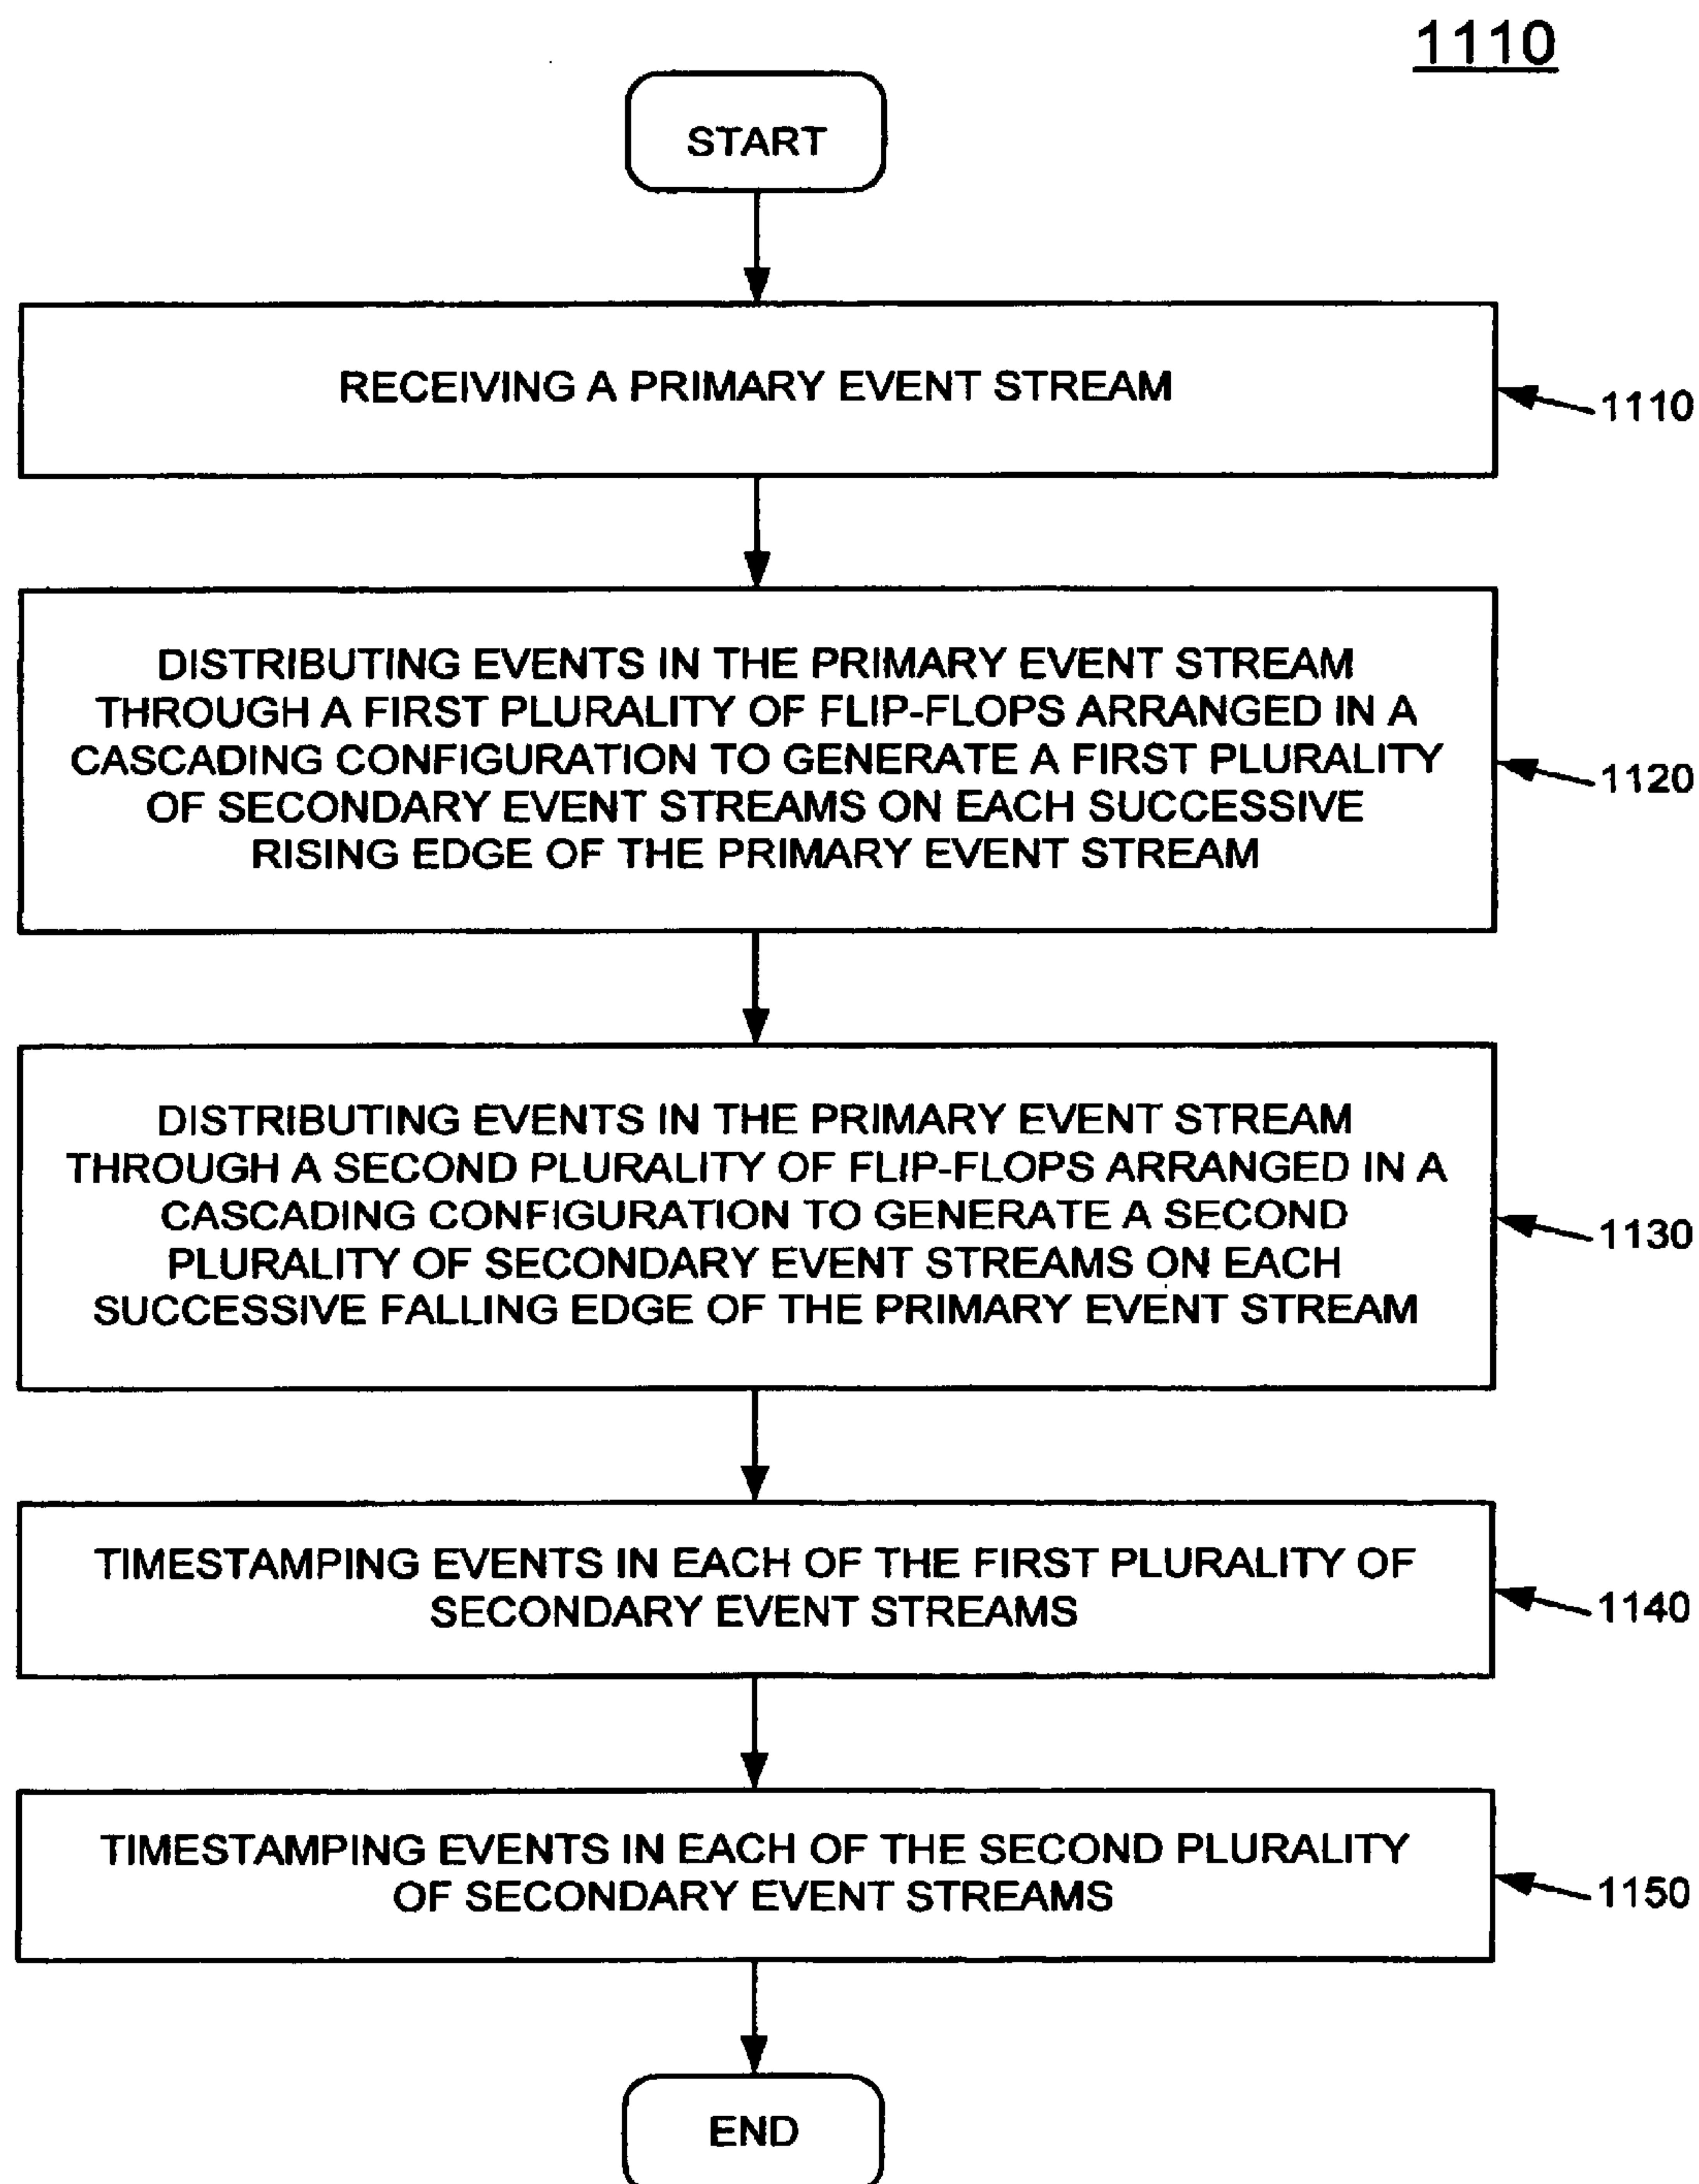 1110
START
RECEIVING A PRIMARY EVENT STREAM
1110
DISTRIBUTING EVENTS IN THE PRIMARY EVENT STREAM
THROUGH A FIRST PLURALITY OF FLIP-FLOPS ARRANGED IN A
CASCADING CONFIGURATION TO GENERATE A FIRST PLURALITY
OF SECONDARY EVENT STREAMS ON EACH SUCCESSIVE
RISING EDGE OF THE PRIMARY EVENT STREAM
1120
DISTRIBUTING EVENTS IN THE PRIMARY EVENT STREAM
THROUGH A SECOND PLURALITY OF FLIP-FLOPS ARRANGED IN A
CASCADING CONFIGURATION TO GENERATE A SECOND
PLURALITY OF SECONDARY EVENT STREAMS ON EACH
SUCCESSIVE FALLING EDGE OF THE PRIMARY EVENT STREAM
1130
TIMESTAMPING EVENTS IN EACH OF THE FIRST PLURALITY OF
SECONDARY EVENT STREAMS
1140
TIMESTAMPING EVENTS IN EACH OF THE SECOND PLURALITY
OF SECONDARY EVENT STREAMS
1150
END